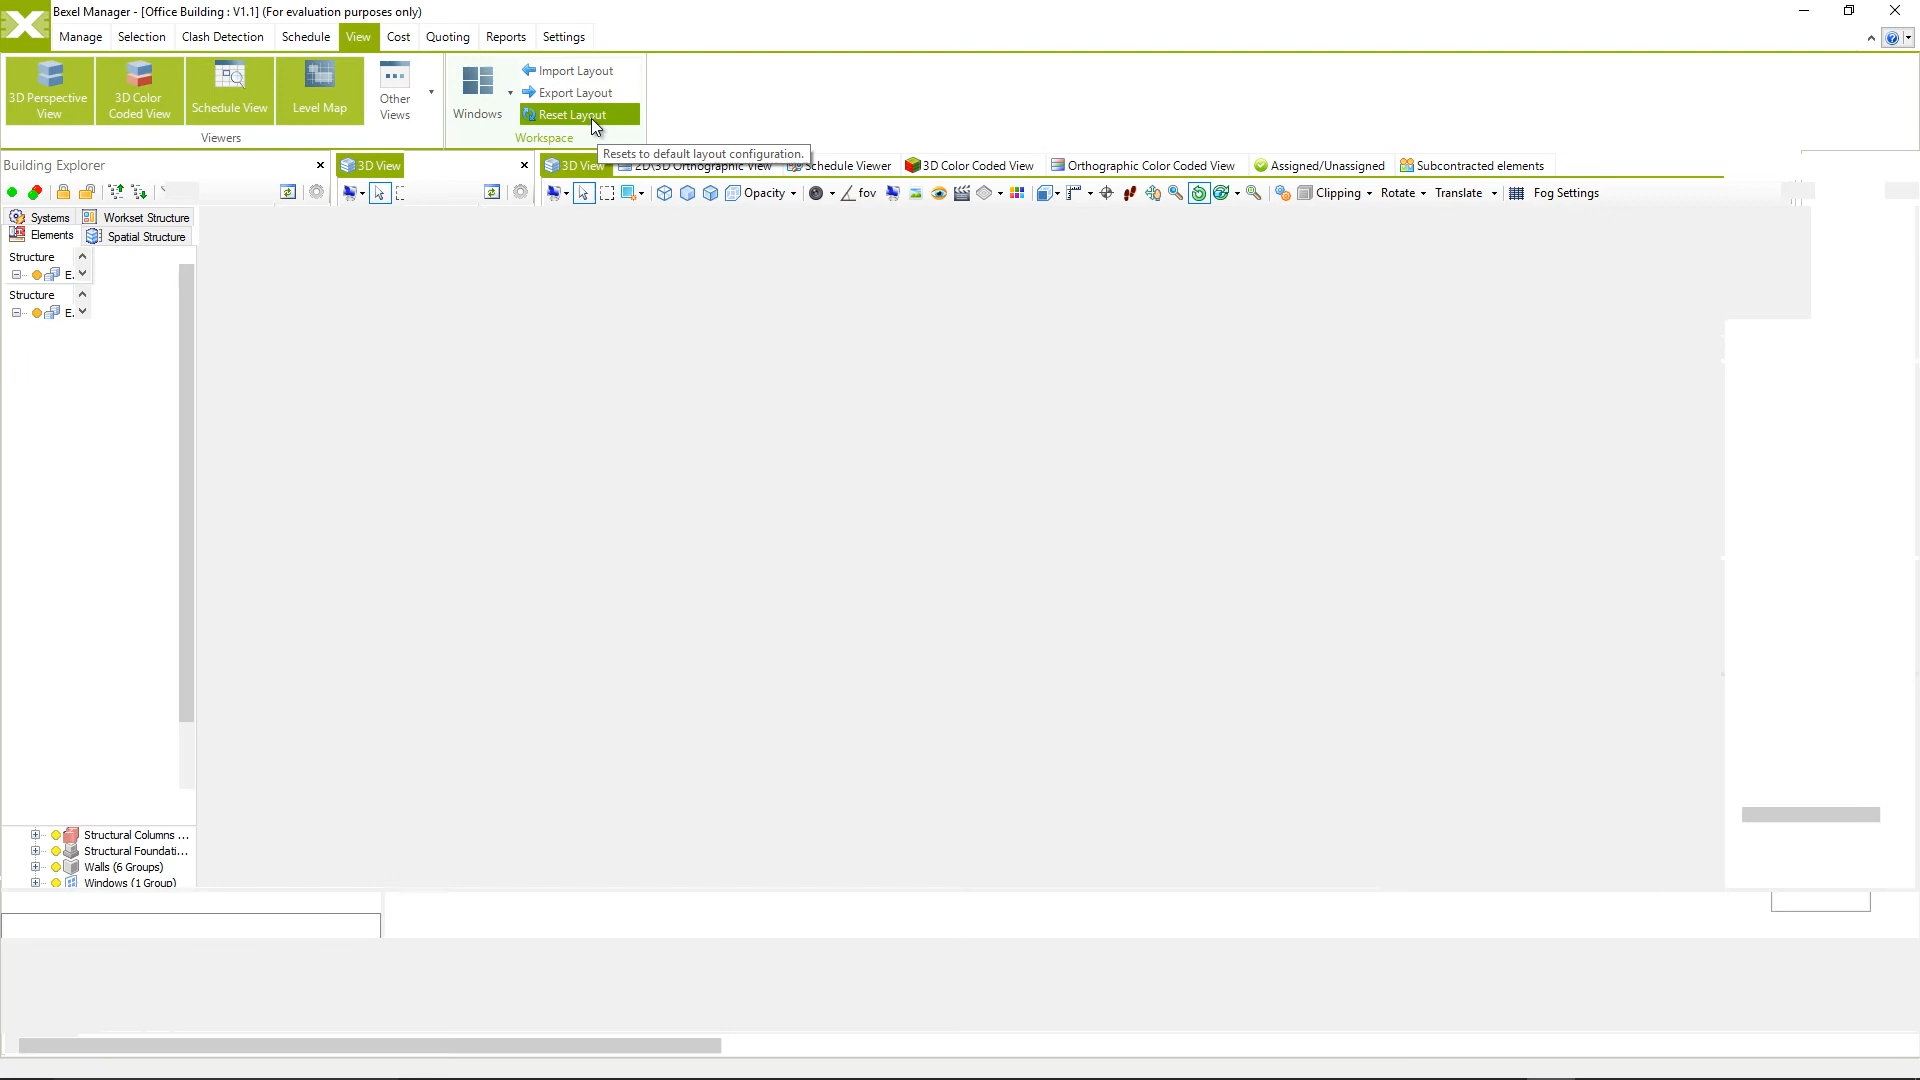 Bexel Manager - [Office Building : V1.1] (For evaluation purposes only)
Manage Selection Clash Detection Schedule View Cost Quoting Reports Settings
3D Perspective View
3D Color Coded View
Schedule View
Level Map
Other Views
Viewers
Windows
Import Layout
Export Layout
Reset Layout
Workspace
Resets to default layout configuration.
Building Explorer
3D View
3D View
2D\3D Orthographic View
Schedule Viewer
3D Color Coded View
Orthographic Color Coded View
Assigned/Unassigned
Subcontracted elements
Opacity
fov
Clipping
Rotate
Translate
Fog Settings
Systems
Workset Structure
Elements
Spatial Structure
Structure
E.
Structure
E.
Structural Columns ...
Structural Foundati...
Walls (6 Groups)
Windows (1 Group)